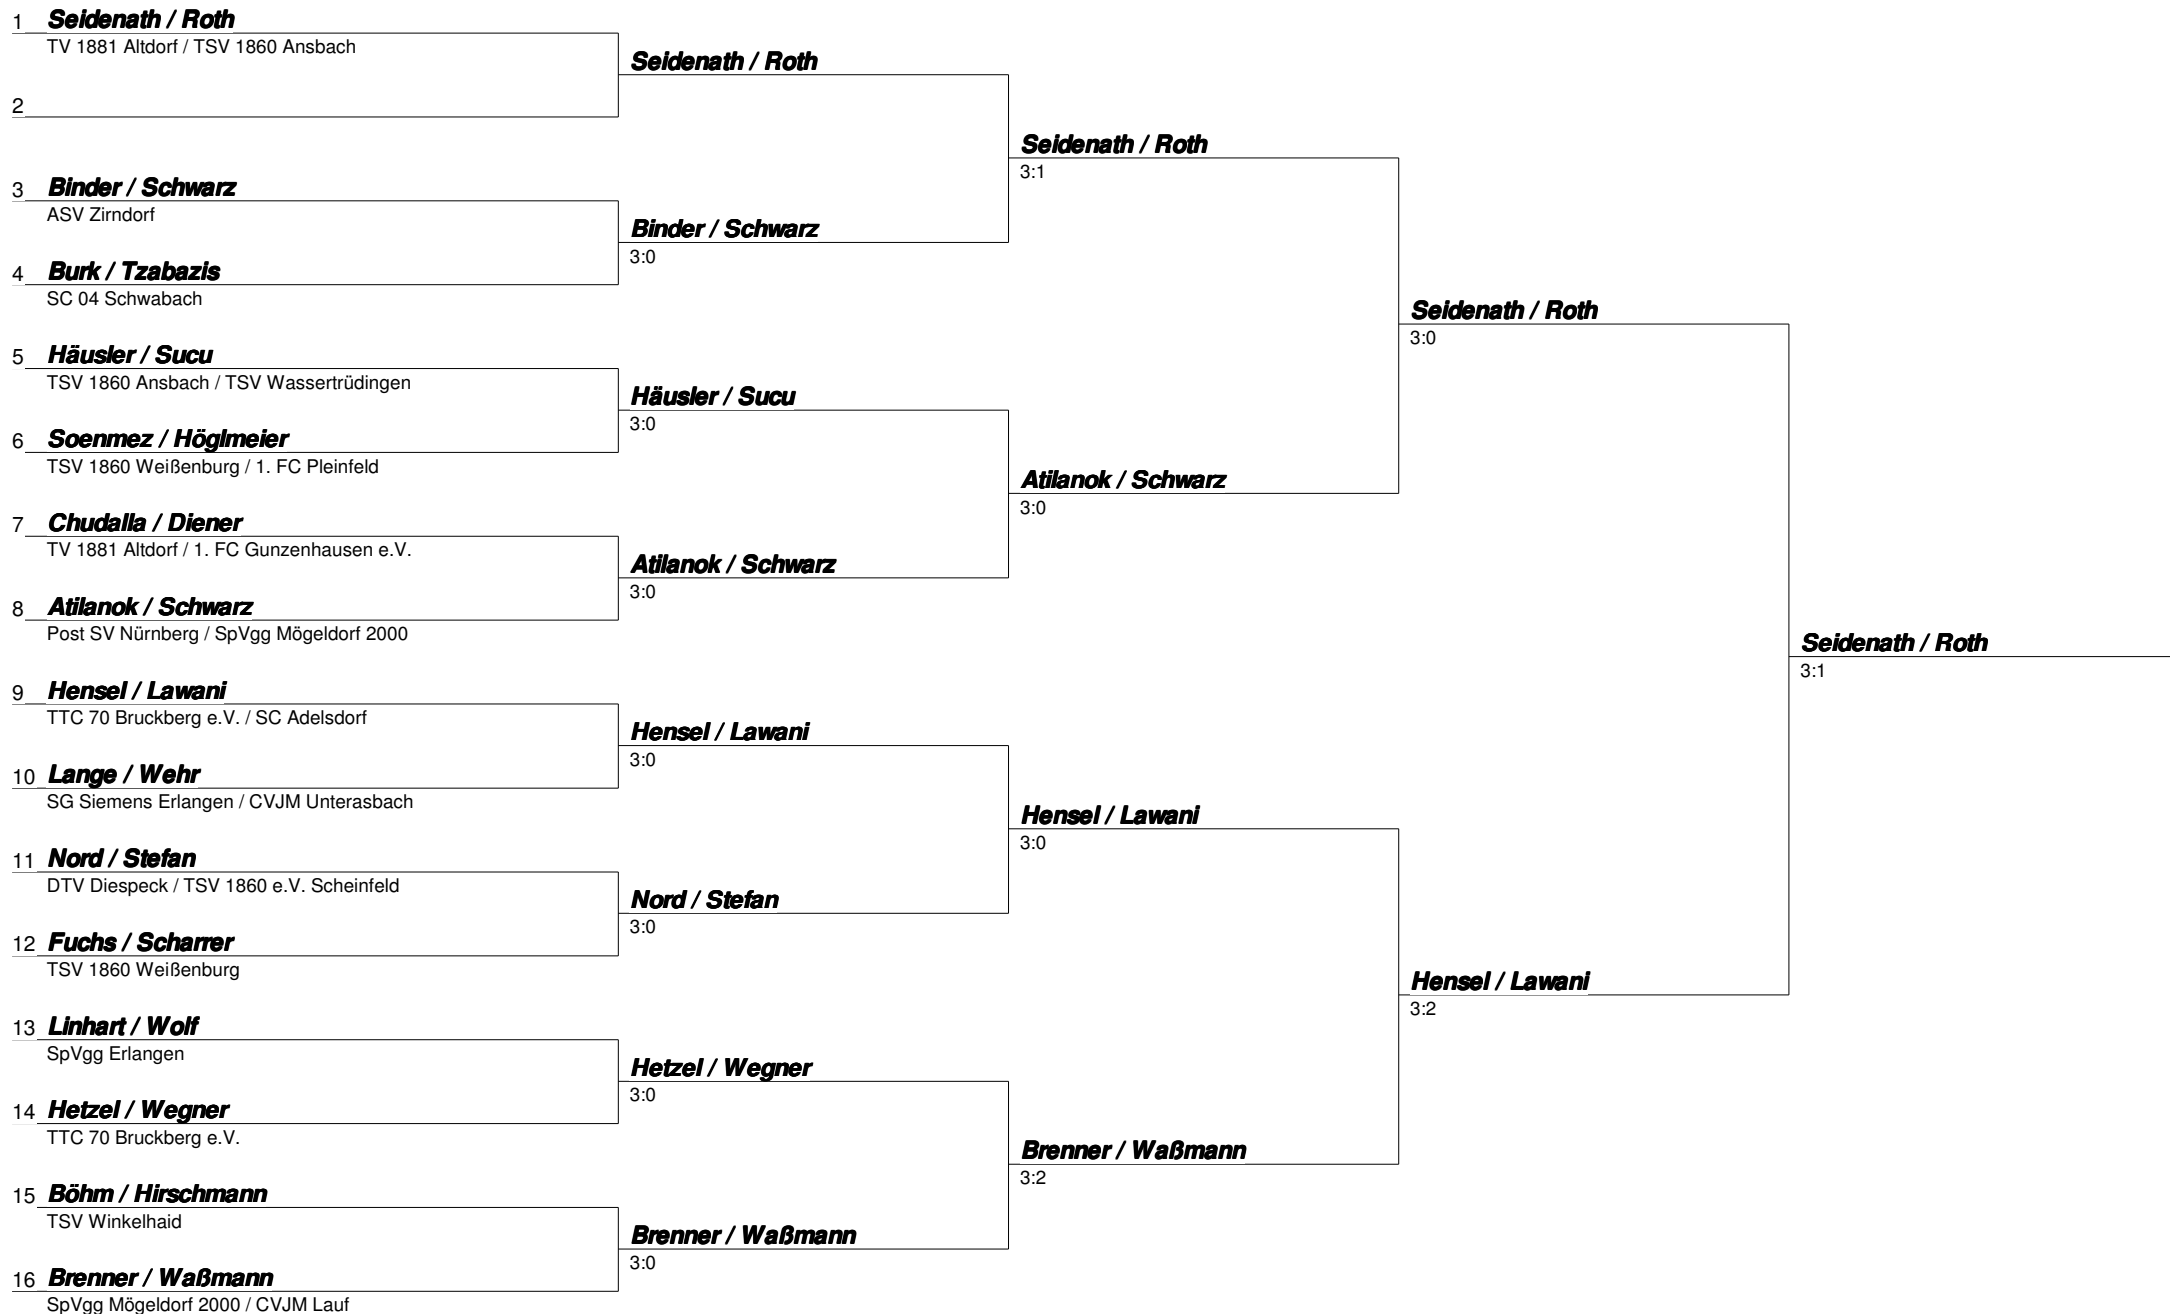 1 Seidenath / Roth
TV 1881 Altdorf / TSV 1860 Ansbach
2
3 Binder / Schwarz
ASV Zirndorf
4 Burk / Tzabazis
SC 04 Schwabach
5 Häusler / Sucu
TSV 1860 Ansbach / TSV Wassertrüdingen
6 Soenmez / Höglmeier
TSV 1860 Weißenburg / 1. FC Pleinfeld
7 Chudalla / Diener
TV 1881 Altdorf / 1. FC Gunzenhausen e.V.
8 Atilanok / Schwarz
Post SV Nürnberg / SpVgg Mögeldorf 2000
9 Hensel / Lawani
TTC 70 Bruckberg e.V. / SC Adelsdorf
10 Lange / Wehr
SG Siemens Erlangen / CVJM Unterasbach
11 Nord / Stefan
DTV Diespeck / TSV 1860 e.V. Scheinfeld
12 Fuchs / Scharrer
TSV 1860 Weißenburg
13 Linhart / Wolf
SpVgg Erlangen
14 Hetzel / Wegner
TTC 70 Bruckberg e.V.
15 Böhm / Hirschmann
TSV Winkelhaid
16 Brenner / Waßmann
SpVgg Mögeldorf 2000 / CVJM Lauf
Seidenath / Roth
Binder / Schwarz
3:0
Häusler / Sucu
3:0
Atilanok / Schwarz
3:0
Hensel / Lawani
3:0
Nord / Stefan
3:0
Hetzel / Wegner
3:0
Brenner / Waßmann
3:0
Seidenath / Roth
3:1
Atilanok / Schwarz
3:0
Hensel / Lawani
3:0
Brenner / Waßmann
3:2
Seidenath / Roth
3:0
Hensel / Lawani
3:2
Seidenath / Roth
3:1